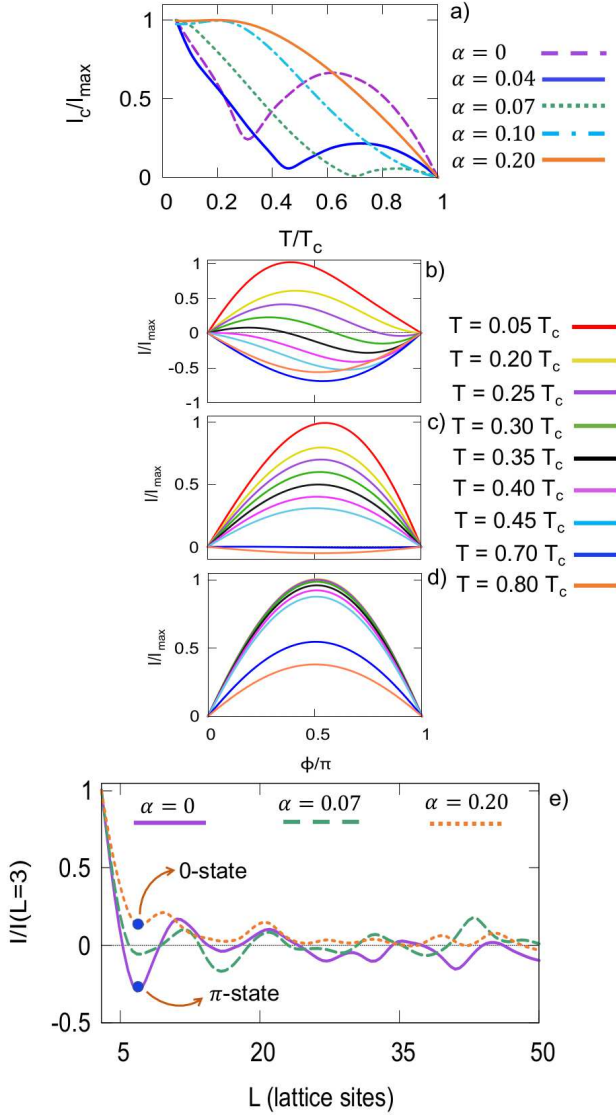 a)
I_c/I_max
1
0.5
0
0 0.2 0.4 0.6 0.8 1
T/T_c
α = 0
α = 0.04
α = 0.07
α = 0.10
α = 0.20
b)
I/I_max
1
0.5
0
-0.5
-1
c)
I/I_max
1
0.5
0
d)
I/I_max
1
0.5
0
0 0.5 1
ϕ/π
T = 0.05 T_c
T = 0.20 T_c
T = 0.25 T_c
T = 0.30 T_c
T = 0.35 T_c
T = 0.40 T_c
T = 0.45 T_c
T = 0.70 T_c
T = 0.80 T_c
e)
α = 0 α = 0.07 α = 0.20
I/I(L=3)
1
0.5
0
-0.5
0-state
π-state
5 20 35 50
L (lattice sites)